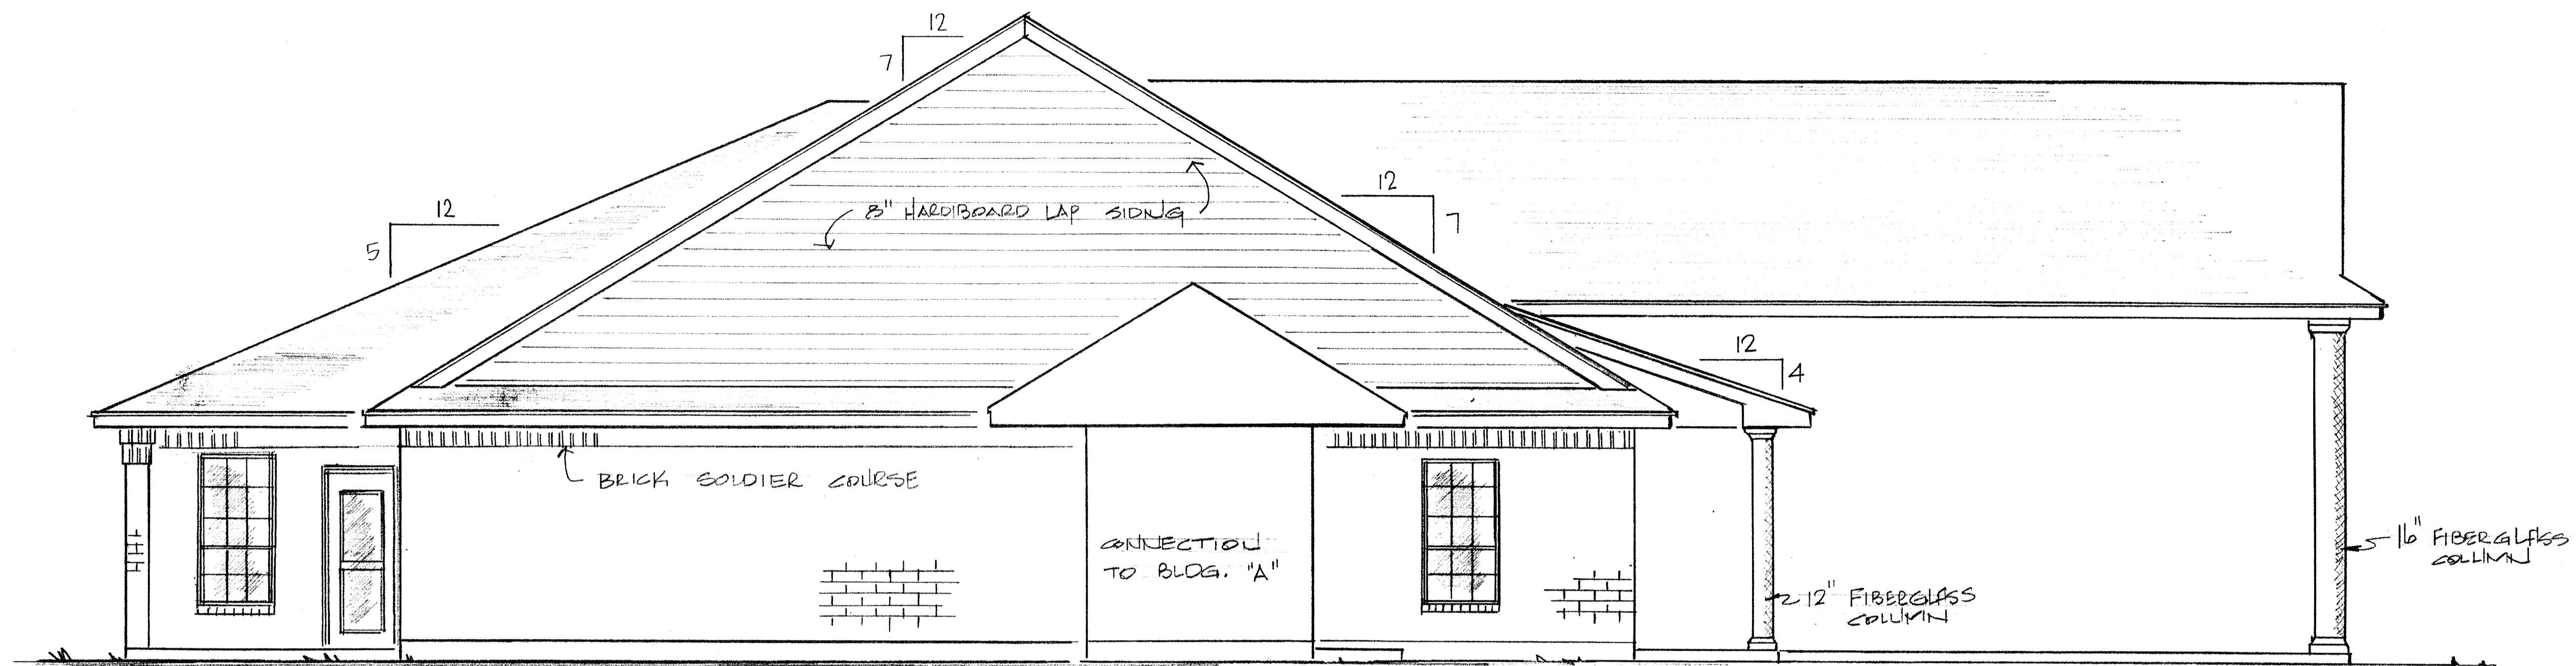 12
7
12
7
12
5
8" HARDIBOARD LAP SIDNG
12
4
BRICK SOLDIER COURSE
CONNECTION
TO BLDG. "A"
16" FIBERGLASS
COLUMN
12" FIBERGLASS
COLUMN